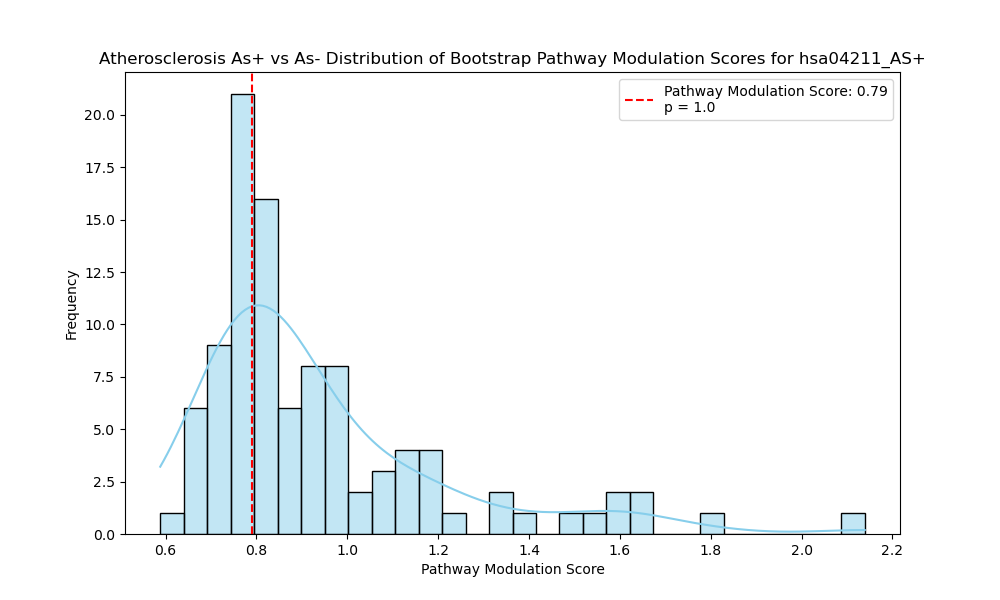 Atherosclerosis As+ vs As- Distribution of Bootstrap Pathway Modulation Scores for hsa04211_AS+
Pathway Modulation Score: 0.79
p = 1.0
Frequency
20.0
17.5
15.0
12.5
10.0
7.5
5.0
2.5
0.0
0.6 0.8 1.0 1.2 1.4 1.6 1.8 2.0 2.2
Pathway Modulation Score